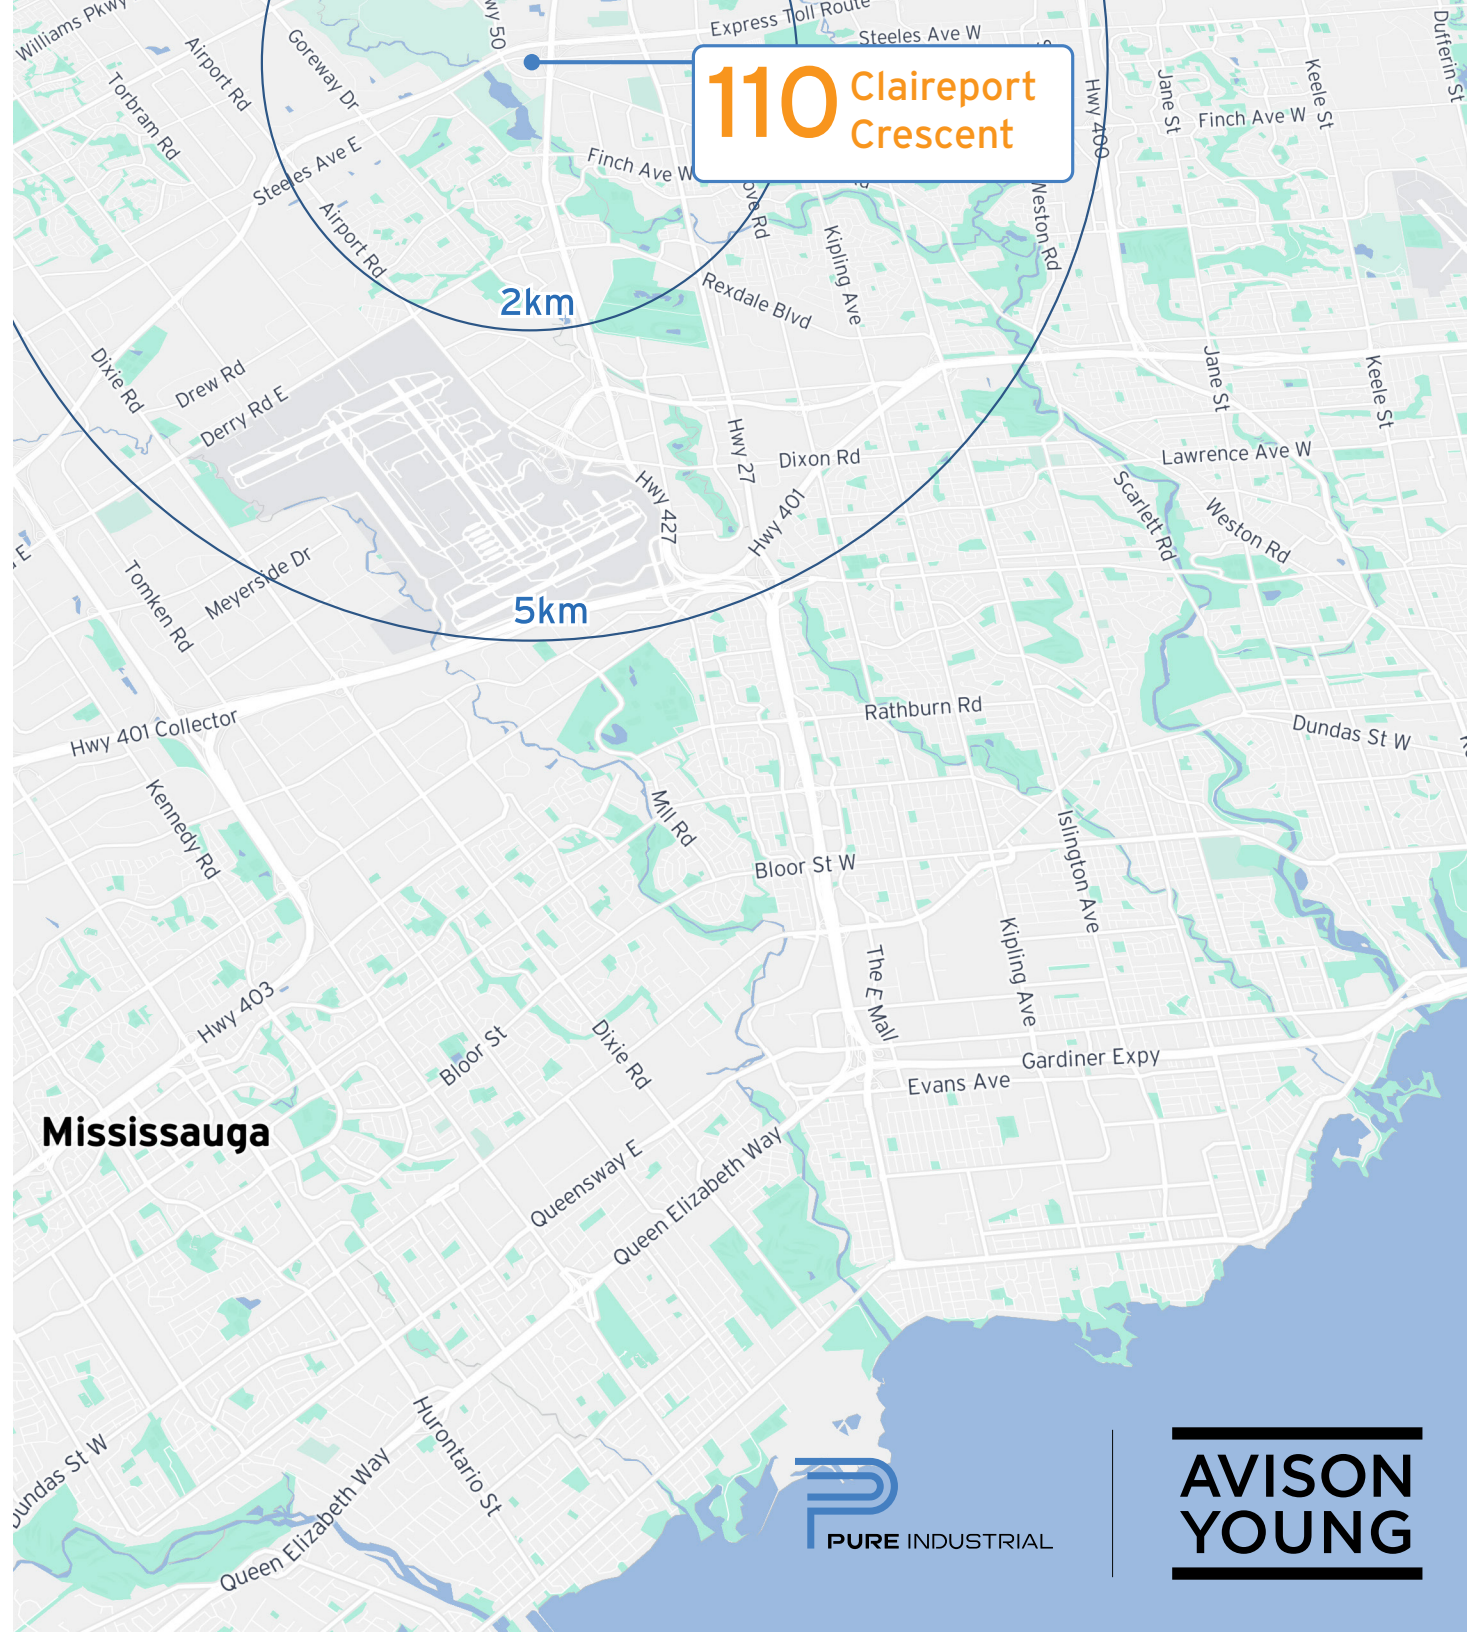 Williams Pkwy
Airport Rd
Torbram Rd
Goreway Dr
wy 50
Express Toll Route
Steeles Ave W
Dufferin St
110 Claireport
Crescent
Hwy 400
Jane St
Keele St
Finch Ave W
Steeles Ave E
Finch Ave W
Airport Rd
ove Rd
Kipling Ave
Weston Rd
2km
Rexdale Blvd
Dixie Rd
Drew Rd
Derry Rd E
Jane St
Keele St
Hwy 27
Dixon Rd
Lawrence Ave W
Hwy 427
Hwy 401
Scarlett Rd
Weston Rd
E
Tomken Rd
Meyerside Dr
5km
Hwy 401 Collector
Rathburn Rd
Dundas St W
Kennedy Rd
Mill Rd
Bloor St W
Islington Ave
Kipling Ave
The E Mall
Hwy 403
Bloor St
Dixie Rd
Gardiner Expy
Evans Ave
Mississauga
Queensway E
Queen Elizabeth Way
Hurontario St
Dundas St W
Queen Elizabeth Way
PURE INDUSTRIAL
AVISON
YOUNG